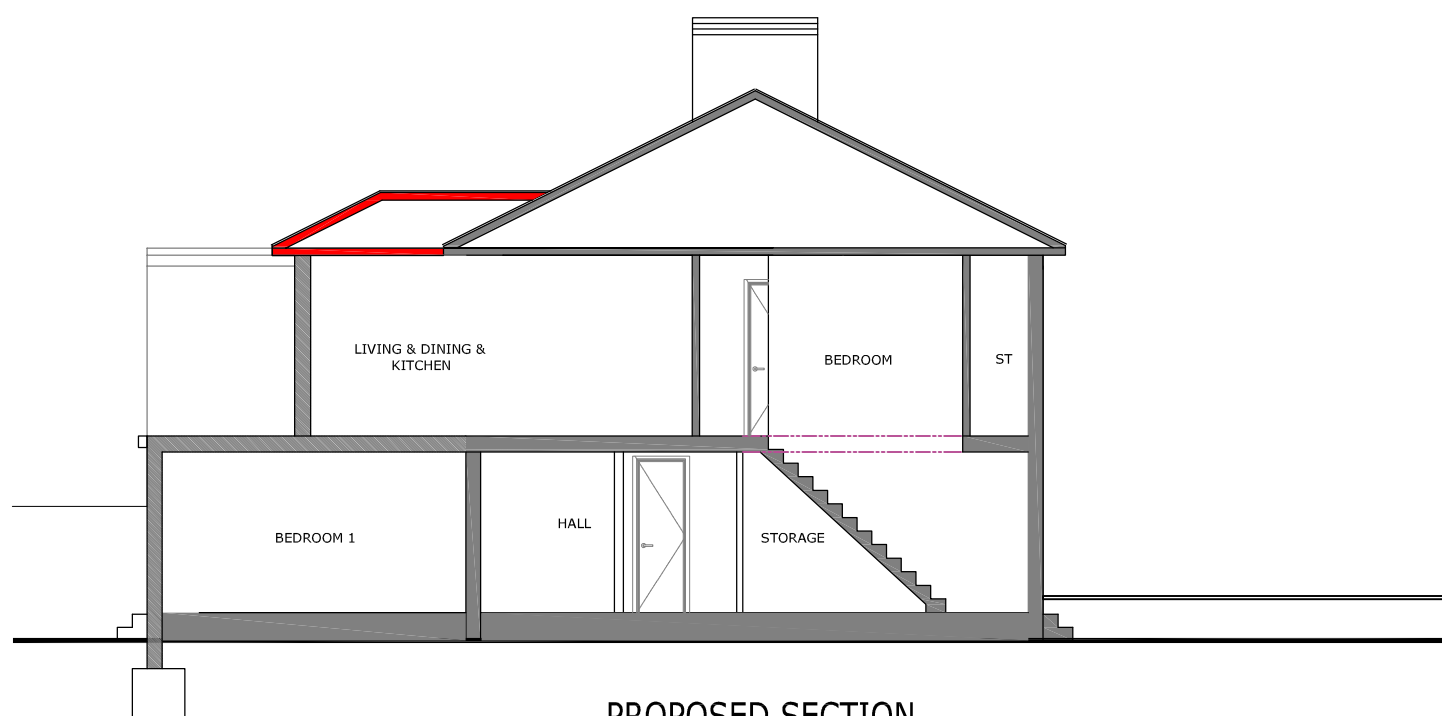 LIVING & DINING &
KITCHEN
BEDROOM
ST
BEDROOM 1
HALL
STORAGE
PROPOSED SECTION